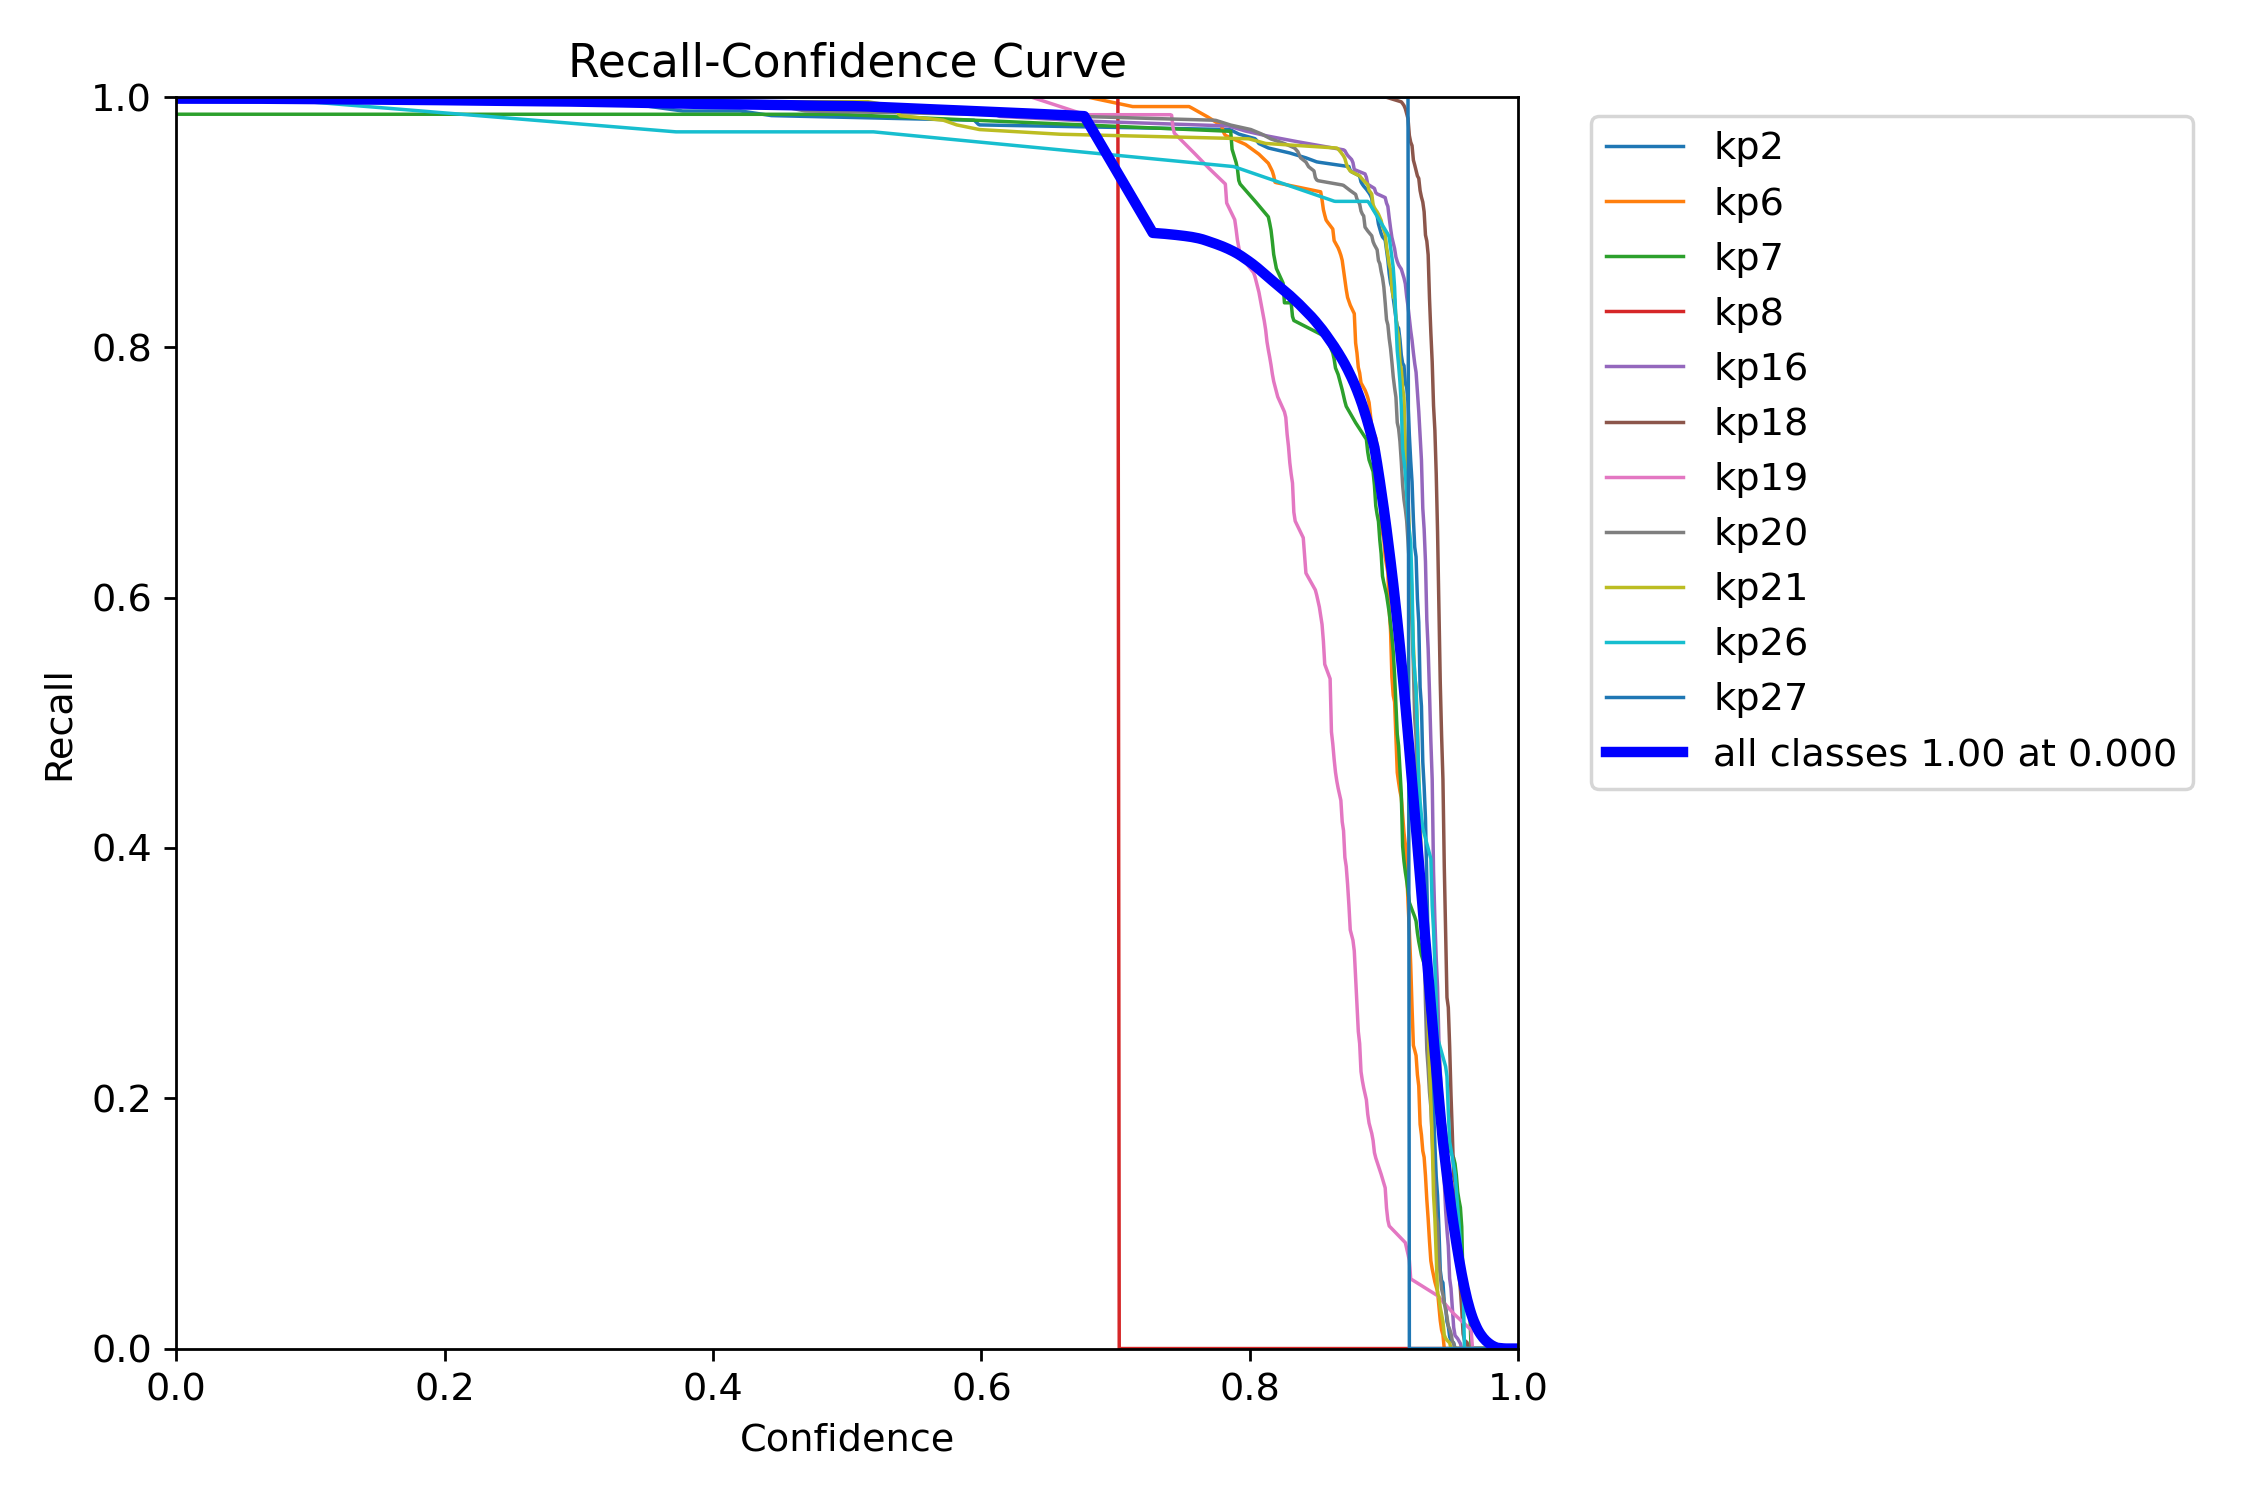 Recall-Confidence Curve
1.0
0.8
0.6
0.4
0.2
0.0
Recall
0.0 0.2 0.4 0.6 0.8 1.0
Confidence
kp2
kp6
kp7
kp8
kp16
kp18
kp19
kp20
kp21
kp26
kp27
all classes 1.00 at 0.000